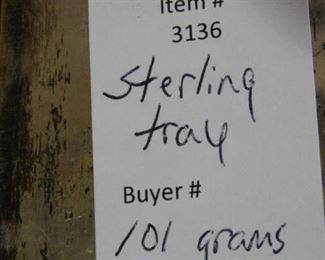 Item #
3136
sterling
tray
Buyer #
101 grams